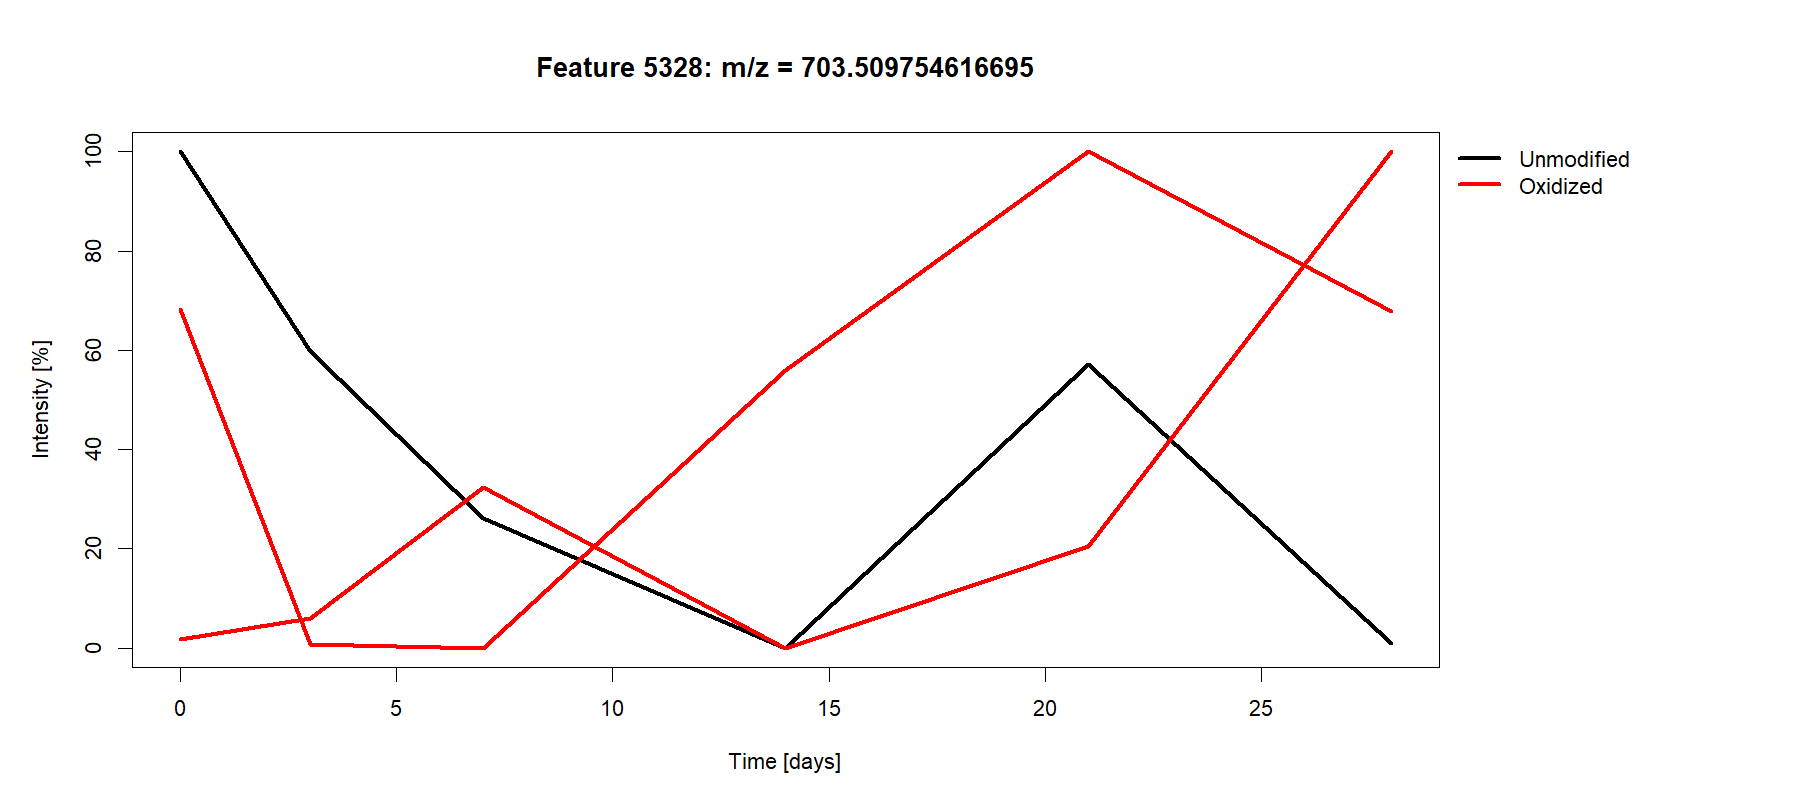 Feature 5328: m/z = 703.509754616695
Unmodified
Oxidized
Intensity [%]
100
80
60
40
20
0
0 5 10 15 20 25
Time [days]